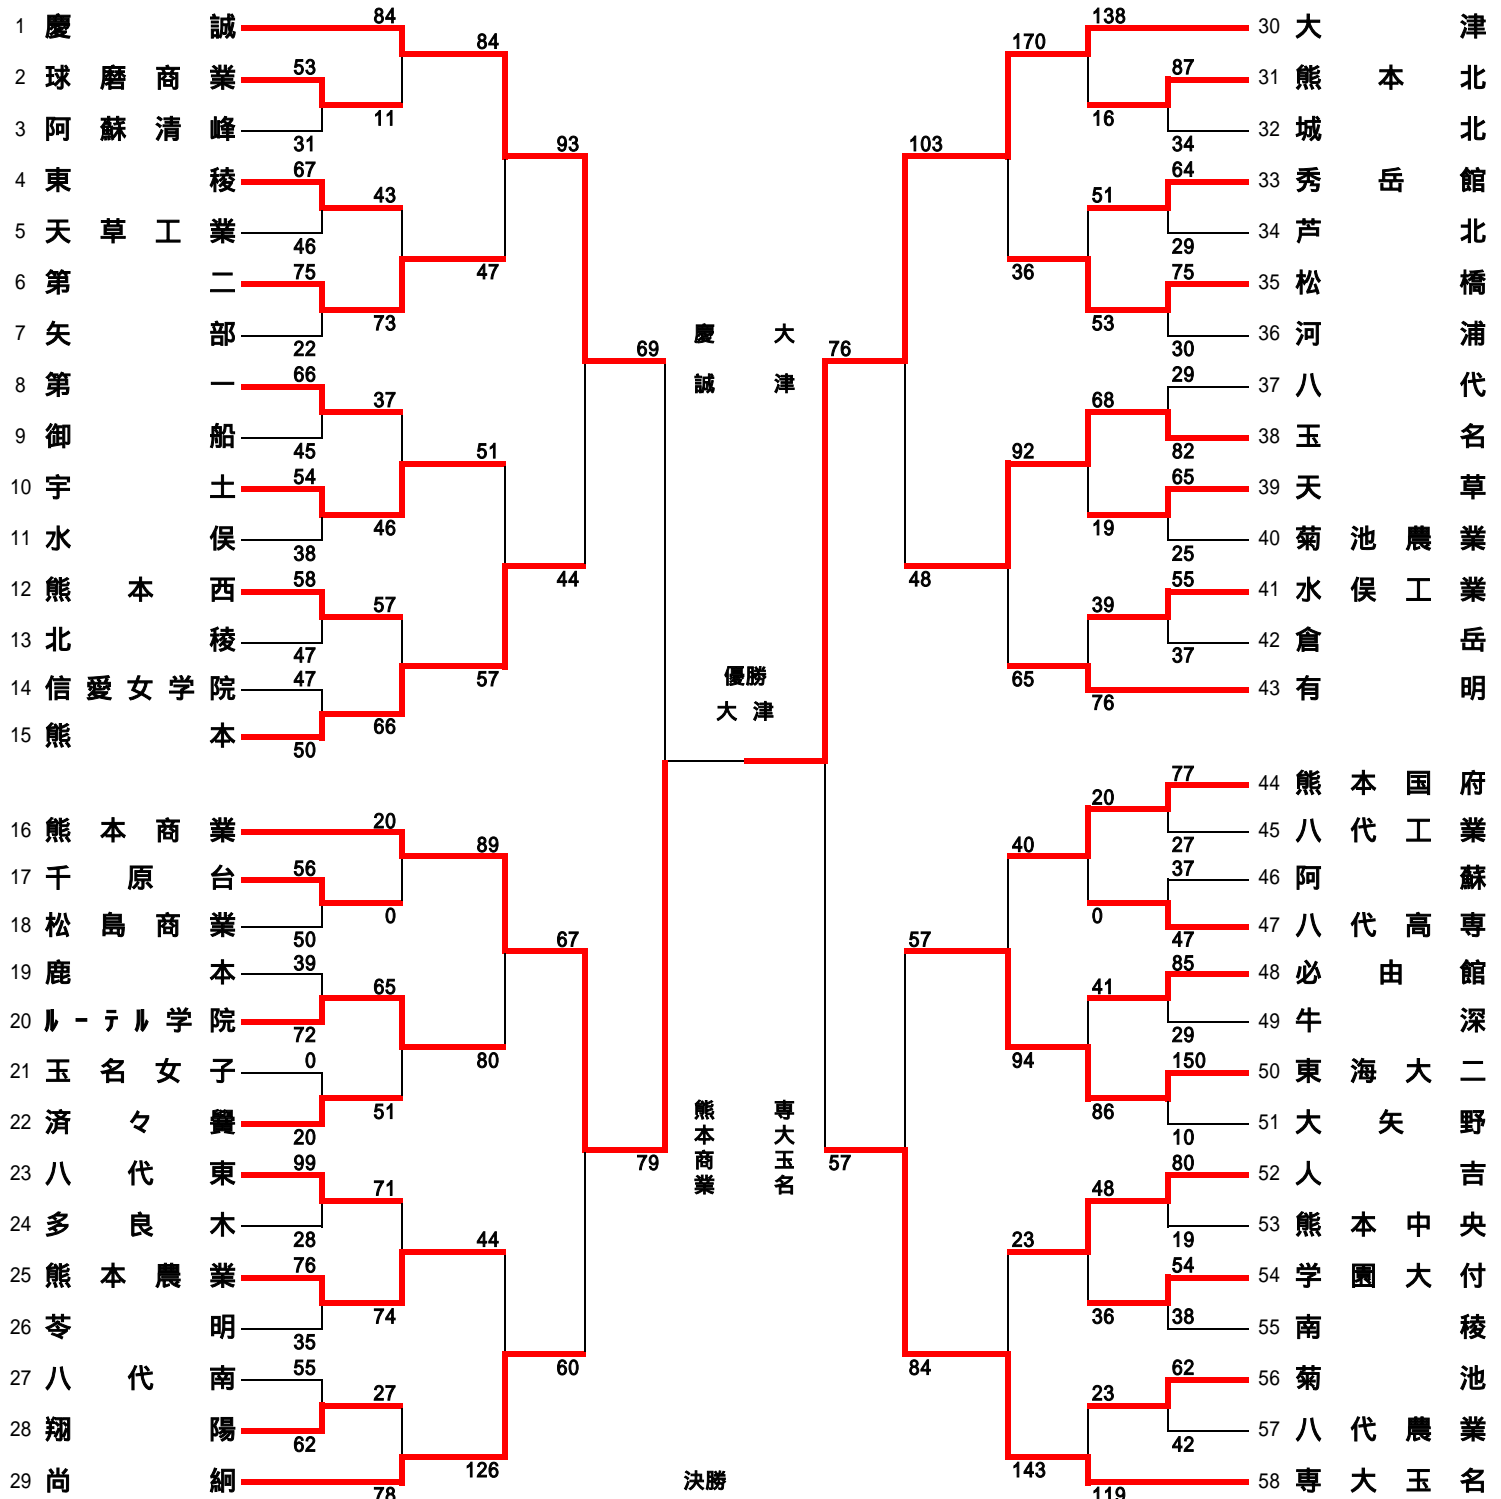 1 慶誠 84
2 球磨商業 53
3 阿蘇清峰 31
4 東稜 67
5 天草工業 46
6 第二 75
7 矢部 22
8 第一 66
9 御船 45
10 宇土 54
11 水俣 38
12 熊本西 58
13 北稜 47
14 信愛女学院 47
15 熊本 50
16 熊本商業 20
17 千原台 56
18 松島商業 50
19 鹿本 39
20 ﾙｰﾃﾙ学院 72
21 玉名女子 0
22 済々黌 20
23 八代東 99
24 多良木 28
25 熊本農業 76
26 苓明 35
27 八代南 55
28 翔陽 62
29 尚絅 78
11
43
73
37
46
57
66
0
65
51
71
74
27
84
47
51
57
89
80
44
126
93
44
67
60
69
79
慶誠
大津
優勝
大津
熊本商業
専大玉名
決勝
76
57
103
48
57
84
170
36
92
65
40
94
23
143
16
51
53
68
19
39
20
0
41
86
48
36
23
138 30 大津
87 31 熊本北
34 32 城北
64 33 秀岳館
29 34 芦北
75 35 松橋
30 36 河浦
29 37 八代
82 38 玉名
65 39 天草
25 40 菊池農業
55 41 水俣工業
37 42 倉岳
76 43 有明
77 44 熊本国府
27 45 八代工業
37 46 阿蘇
47 47 八代高専
85 48 必由館
29 49 牛深
150 50 東海大二
10 51 大矢野
80 52 人吉
19 53 熊本中央
54 54 学園大付
38 55 南稜
62 56 菊池
42 57 八代農業
119 58 専大玉名